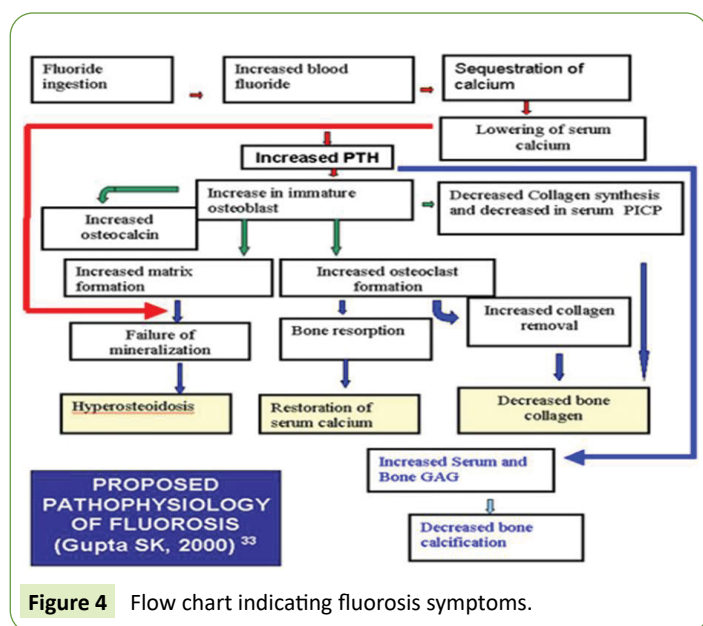 Fluoride
ingestion
Increased blood
fluoride
Sequestration of
calcium
Lowering of serum
calcium
Increased PTH
Increase in immature
osteoblast
Decreased Collagen synthesis
and decreased in serum PICP
Increased
osteocalcin
Increased matrix
formation
Increased osteoclast
formation
Increased collagen
removal
Failure of
mineralization
Bone resorption
Hyperosteoidosis
Restoration of
serum calcium
Decreased bone
collagen
Increased Serum and
Bone GAG
Decreased bone
calcification
PROPOSED
PATHOPHYSIOLOGY
OF FLUOROSIS
(Gupta SK, 2000) 33
Figure 4 Flow chart indicating fluorosis symptoms.